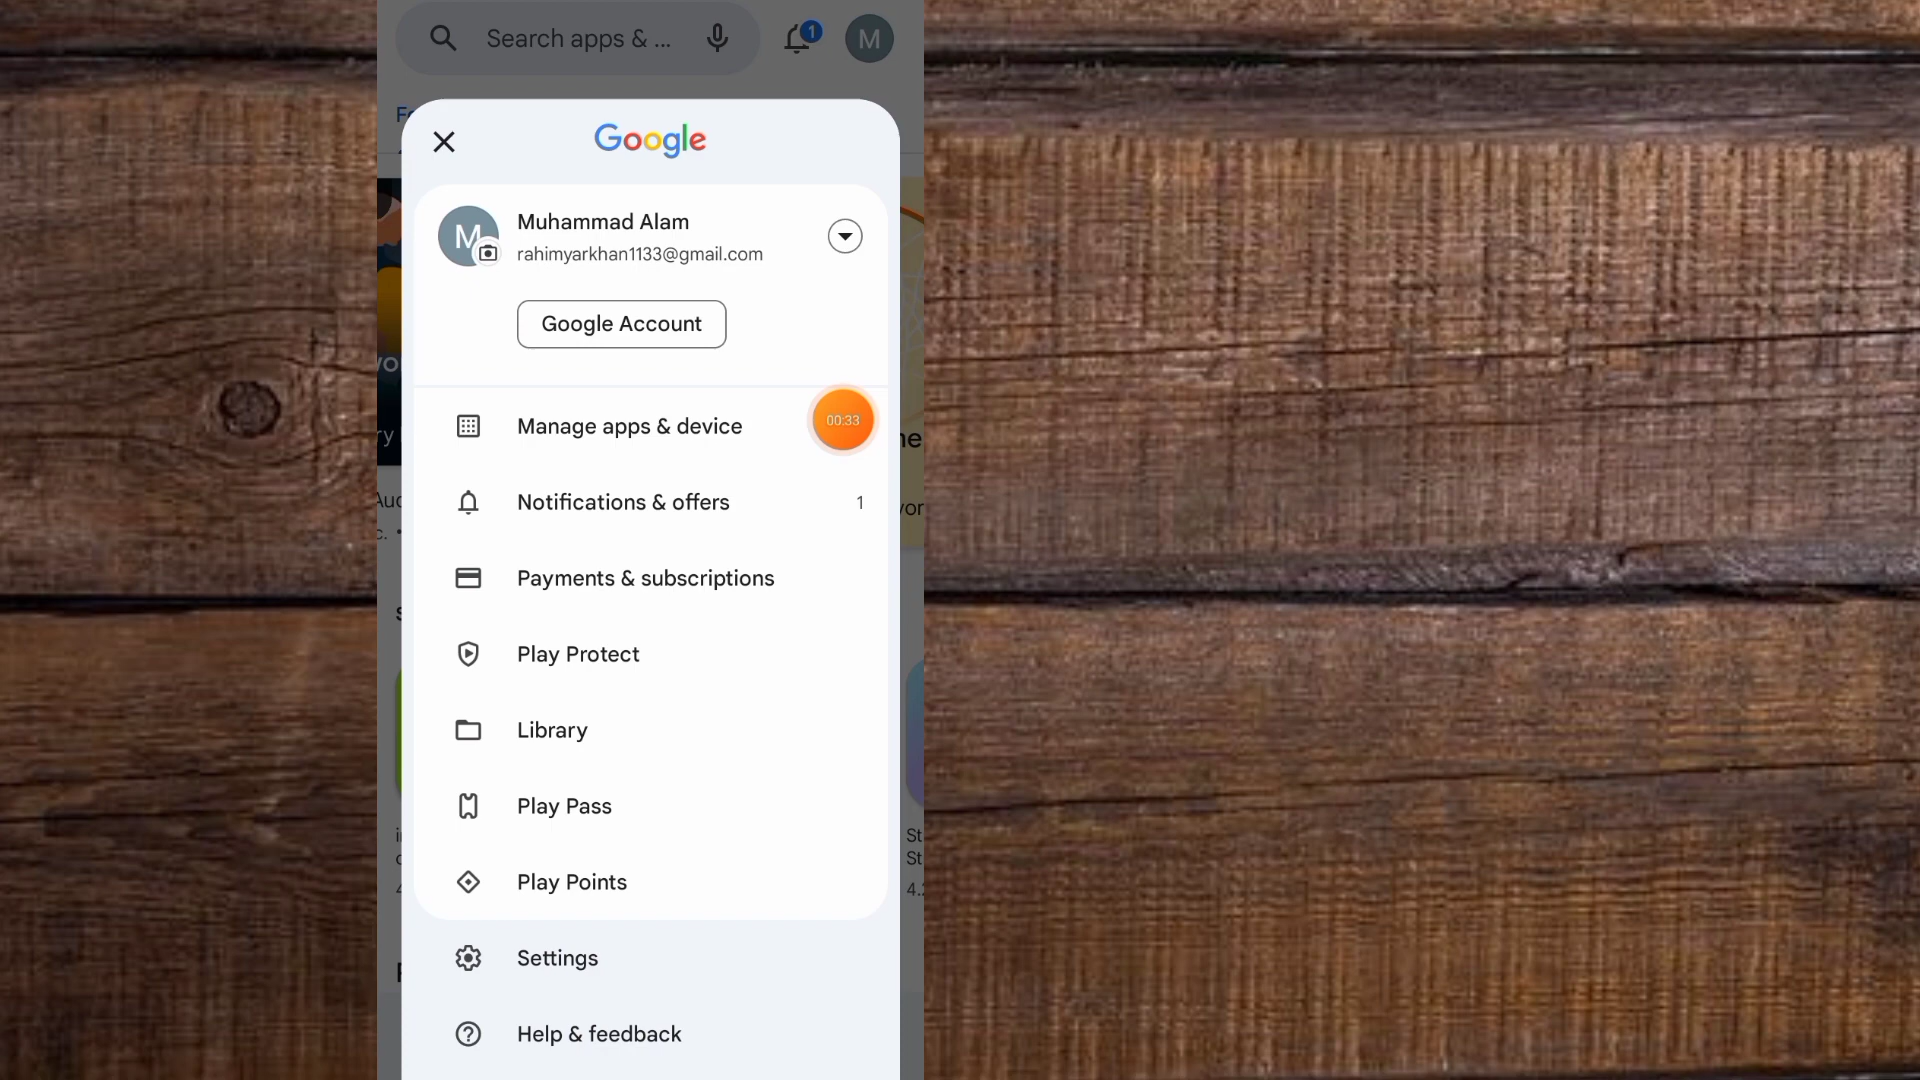 Search apps & ...
1
M
Google
Muhammad Alam
M
rahimyarkhan1133@gmail.com
Google Account
Manage apps & device
00:33
Notifications & offers
1
Payments & subscriptions
Play Protect
Library
Play Pass
Play Points
Settings
Help & feedback